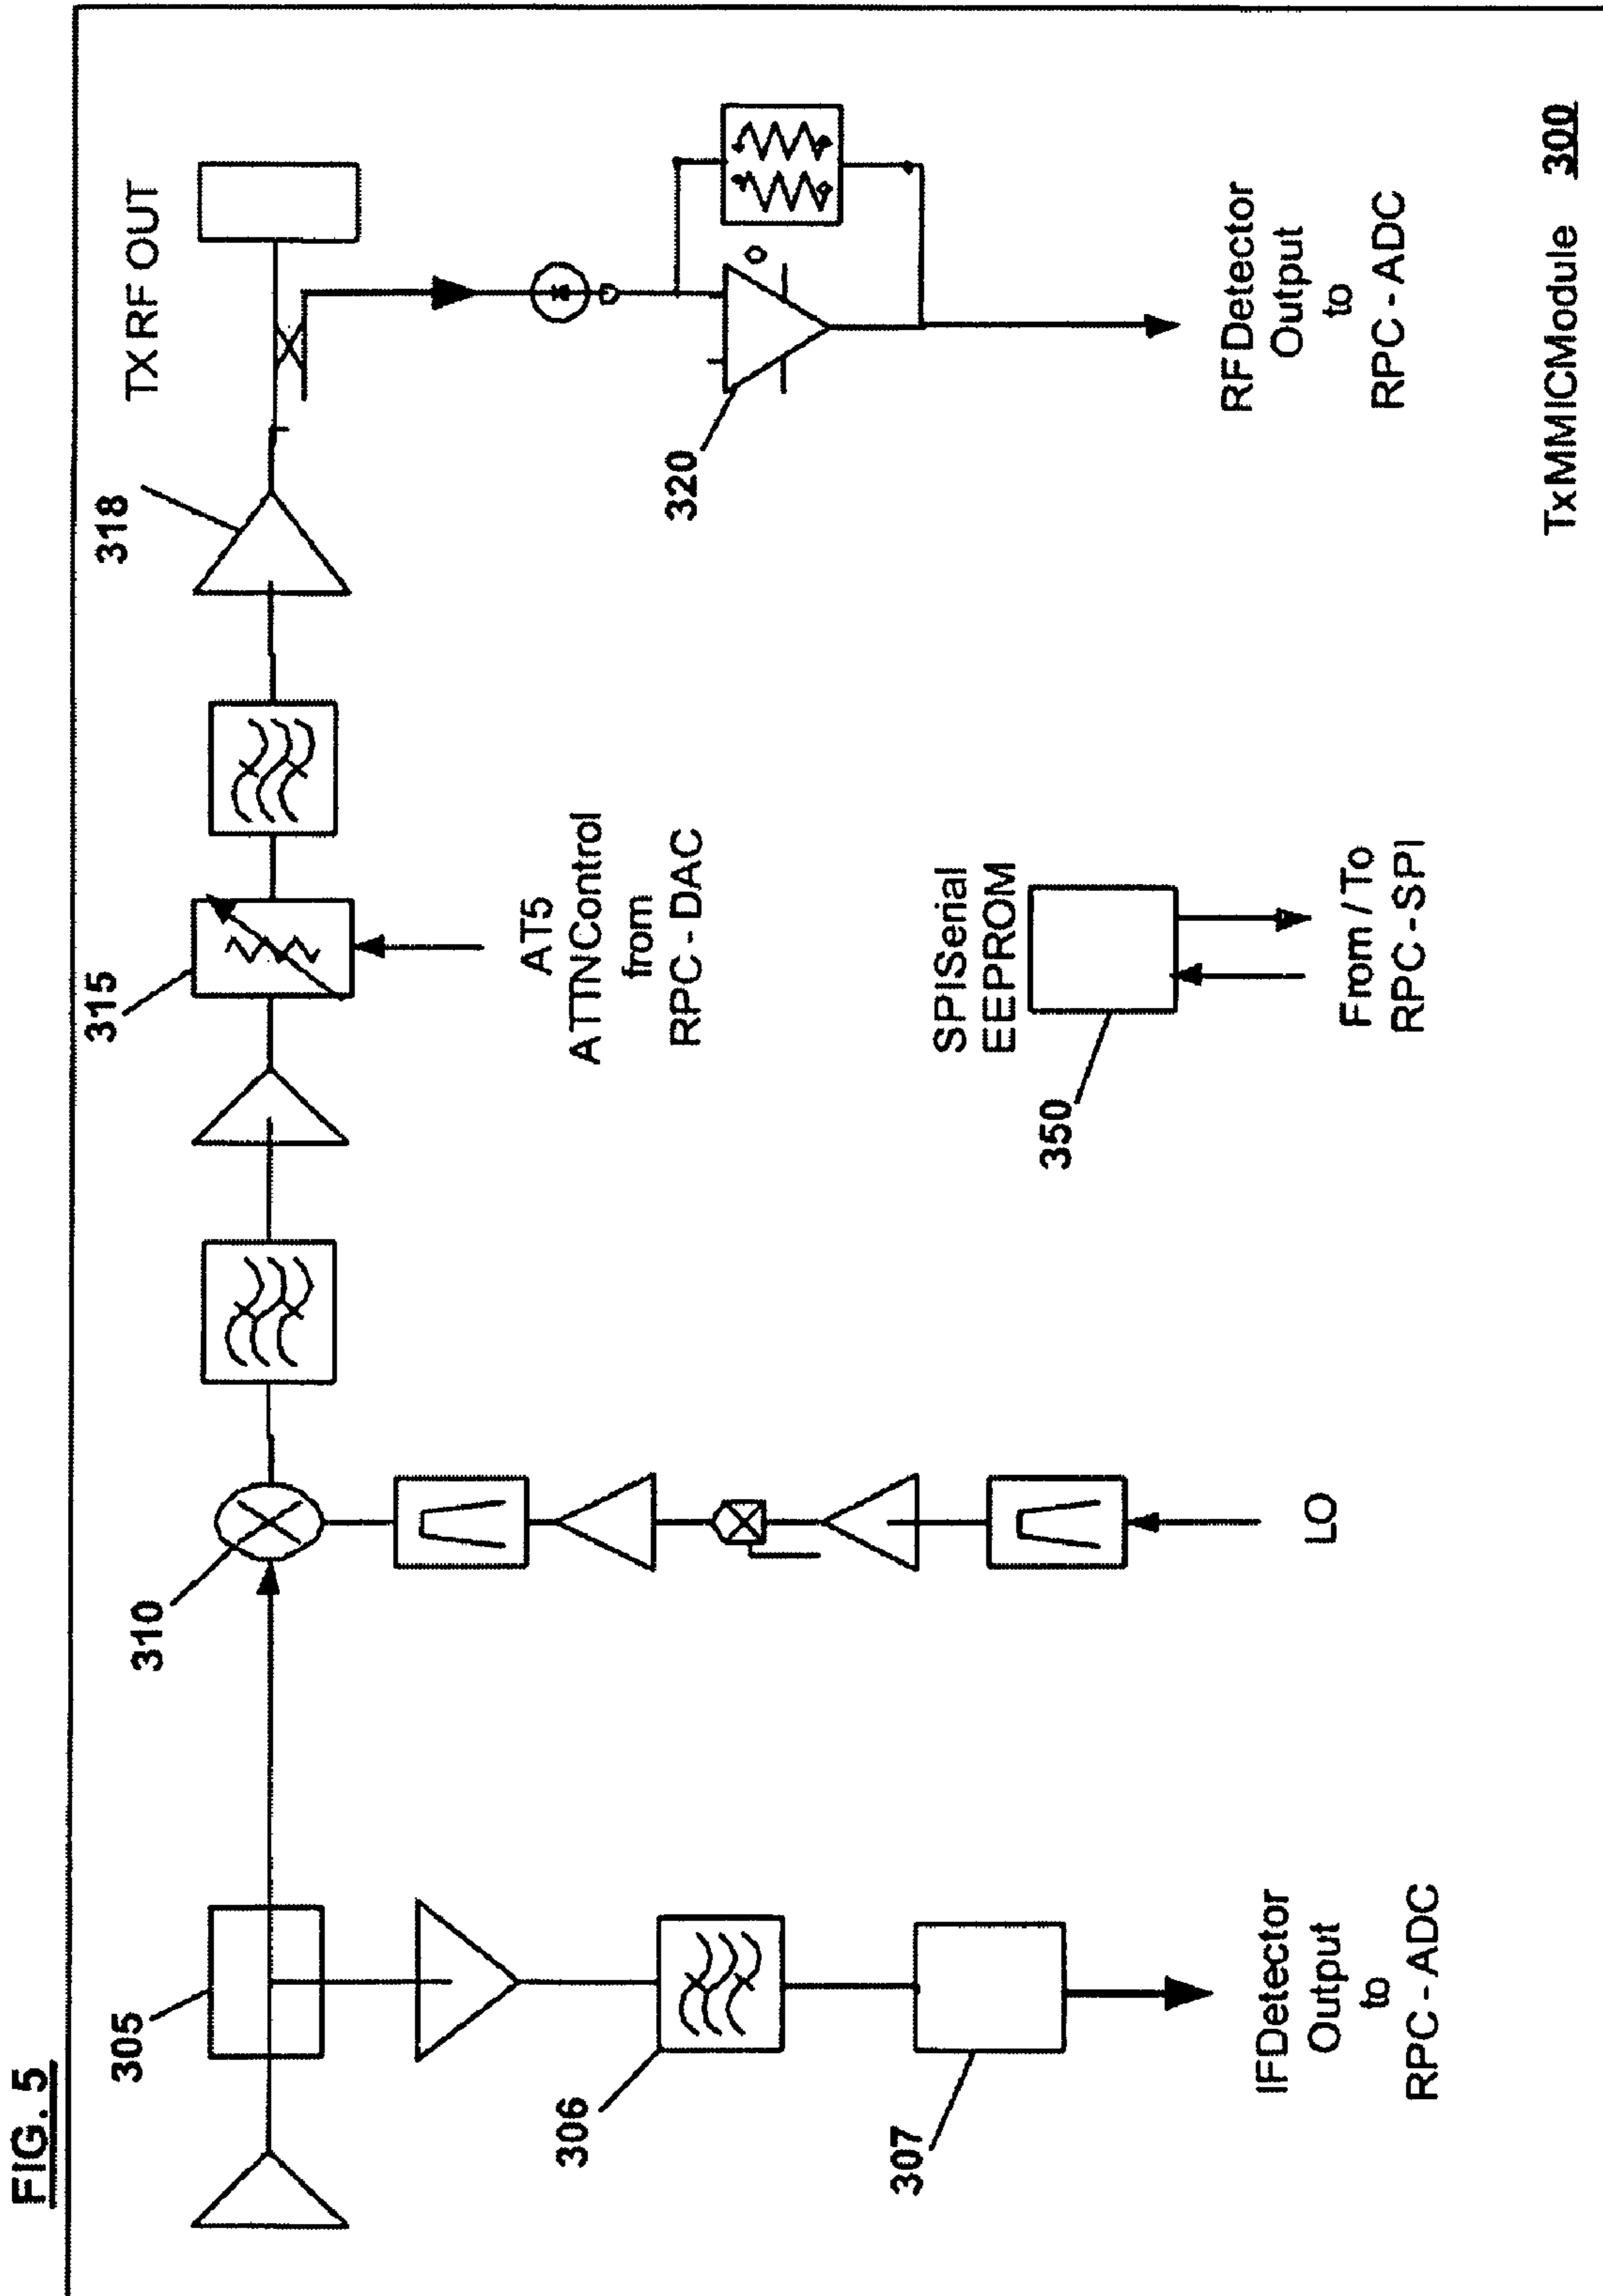 FIG. 5
305
310
315
318
TX RF OUT
AT5
ATTNControl
from
RPC - DAC
320
306
307
IFDetector
Output
to
RPC - ADC
LO
350
SPISerial
EEPROM
From / To
RPC - SPI
RFDetector
Output
to
RPC - ADC
TxMMICModule 300